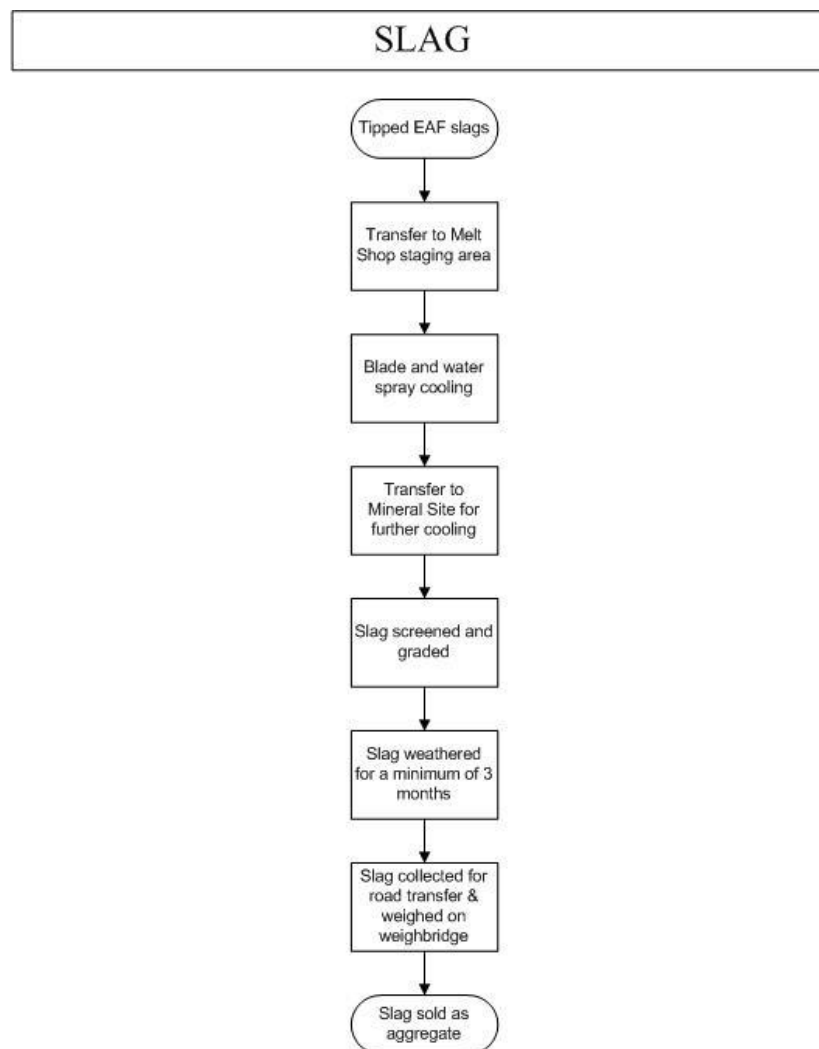 SLAG
Tipped EAF slags
Transfer to Melt
Shop staging area
Blade and water
spray cooling
Transfer to
Mineral Site for
further cooling
Slag screened and
graded
Slag weathered
for a minimum of 3
months
Slag collected for
road transfer &
weighed on
weighbridge
Slag sold as
aggregate